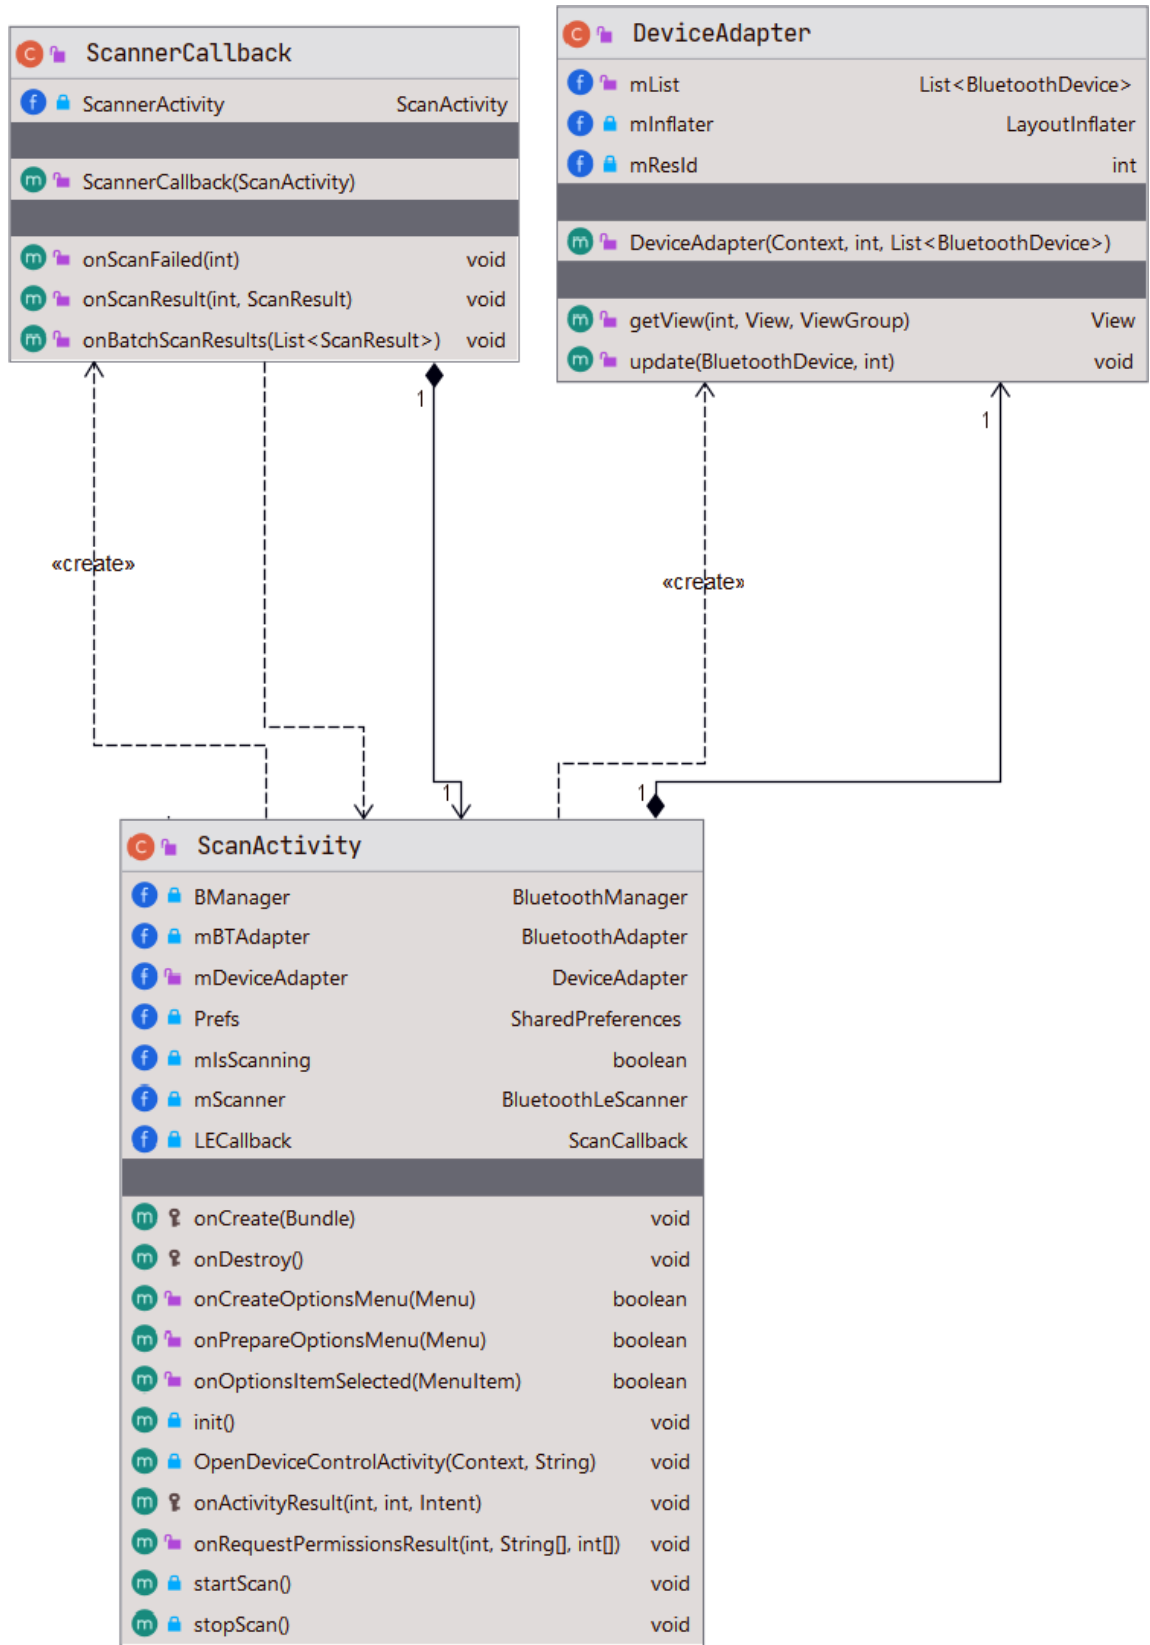 ScannerCallback
ScannerActivity ScanActivity
ScannerCallback(ScanActivity)
onScanFailed(int) void
onScanResult(int, ScanResult) void
onBatchScanResults(List<ScanResult>) void
DeviceAdapter
mList List<BluetoothDevice>
mInflater LayoutInflater
mResId int
DeviceAdapter(Context, int, List<BluetoothDevice>)
getView(int, View, ViewGroup) View
update(BluetoothDevice, int) void
1
1
«create»
«create»
1
1
ScanActivity
BManager BluetoothManager
mBTAdapter BluetoothAdapter
mDeviceAdapter DeviceAdapter
Prefs SharedPreferences
mIsScanning boolean
mScanner BluetoothLeScanner
LECallback ScanCallback
onCreate(Bundle) void
onDestroy() void
onCreateOptionsMenu(Menu) boolean
onPrepareOptionsMenu(Menu) boolean
onOptionsItemSelected(MenuItem) boolean
init() void
OpenDeviceControlActivity(Context, String) void
onActivityResult(int, int, Intent) void
onRequestPermissionsResult(int, String[], int[]) void
startScan() void
stopScan() void